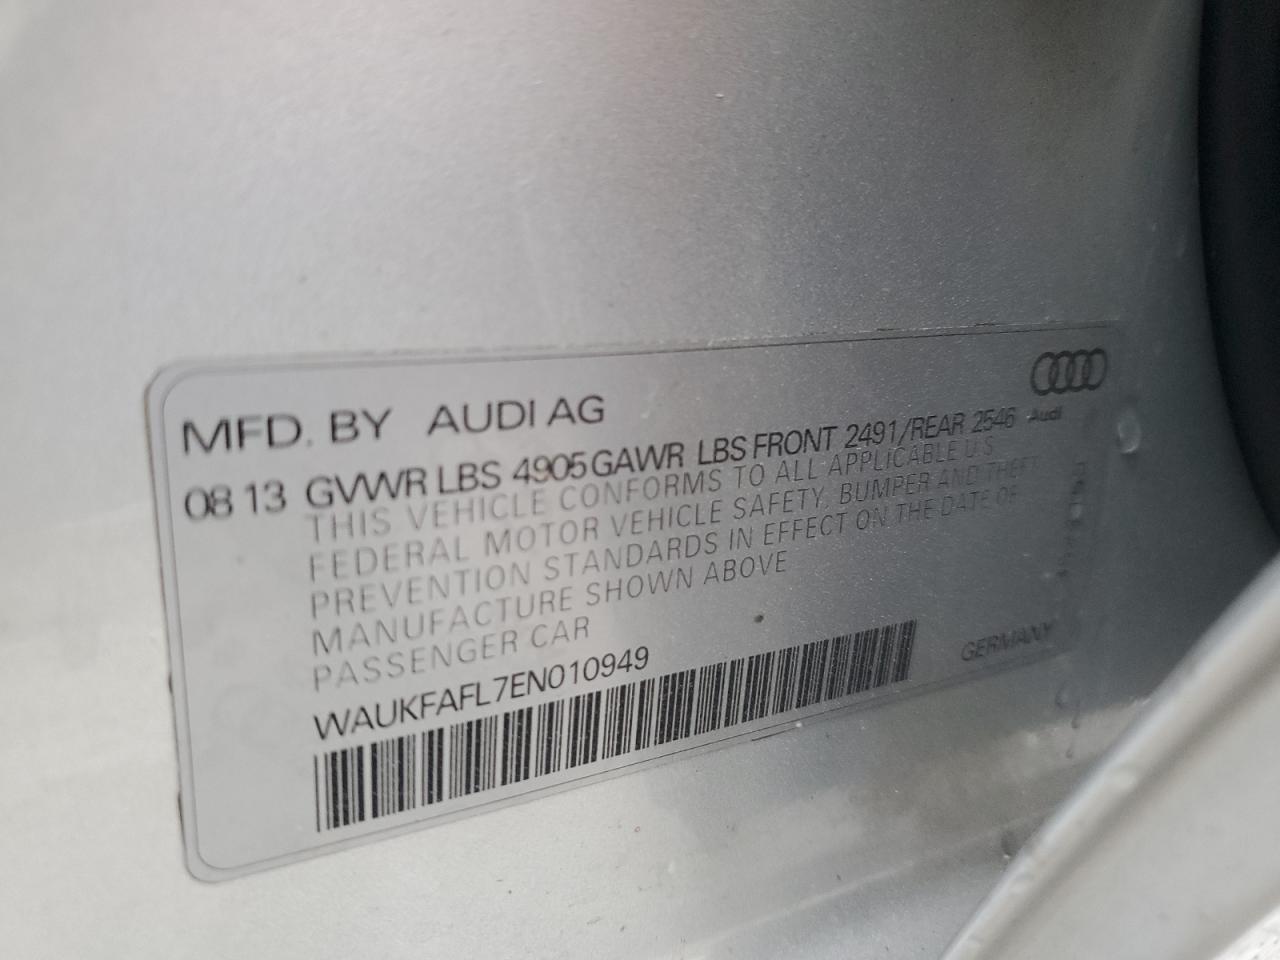 MFD. BY AUDI AG
Audi
08 13 GVWR LBS 4905 GAWR LBS FRONT 2491/REAR 2546
THIS VEHICLE CONFORMS TO ALL APPLICABLE U.S.
FEDERAL MOTOR VEHICLE SAFETY, BUMPER AND THEFT
PREVENTION STANDARDS IN EFFECT ON THE DATE OF
MANUFACTURE SHOWN ABOVE
PASSENGER CAR
WAUKFAFL7EN010949
GERMANY